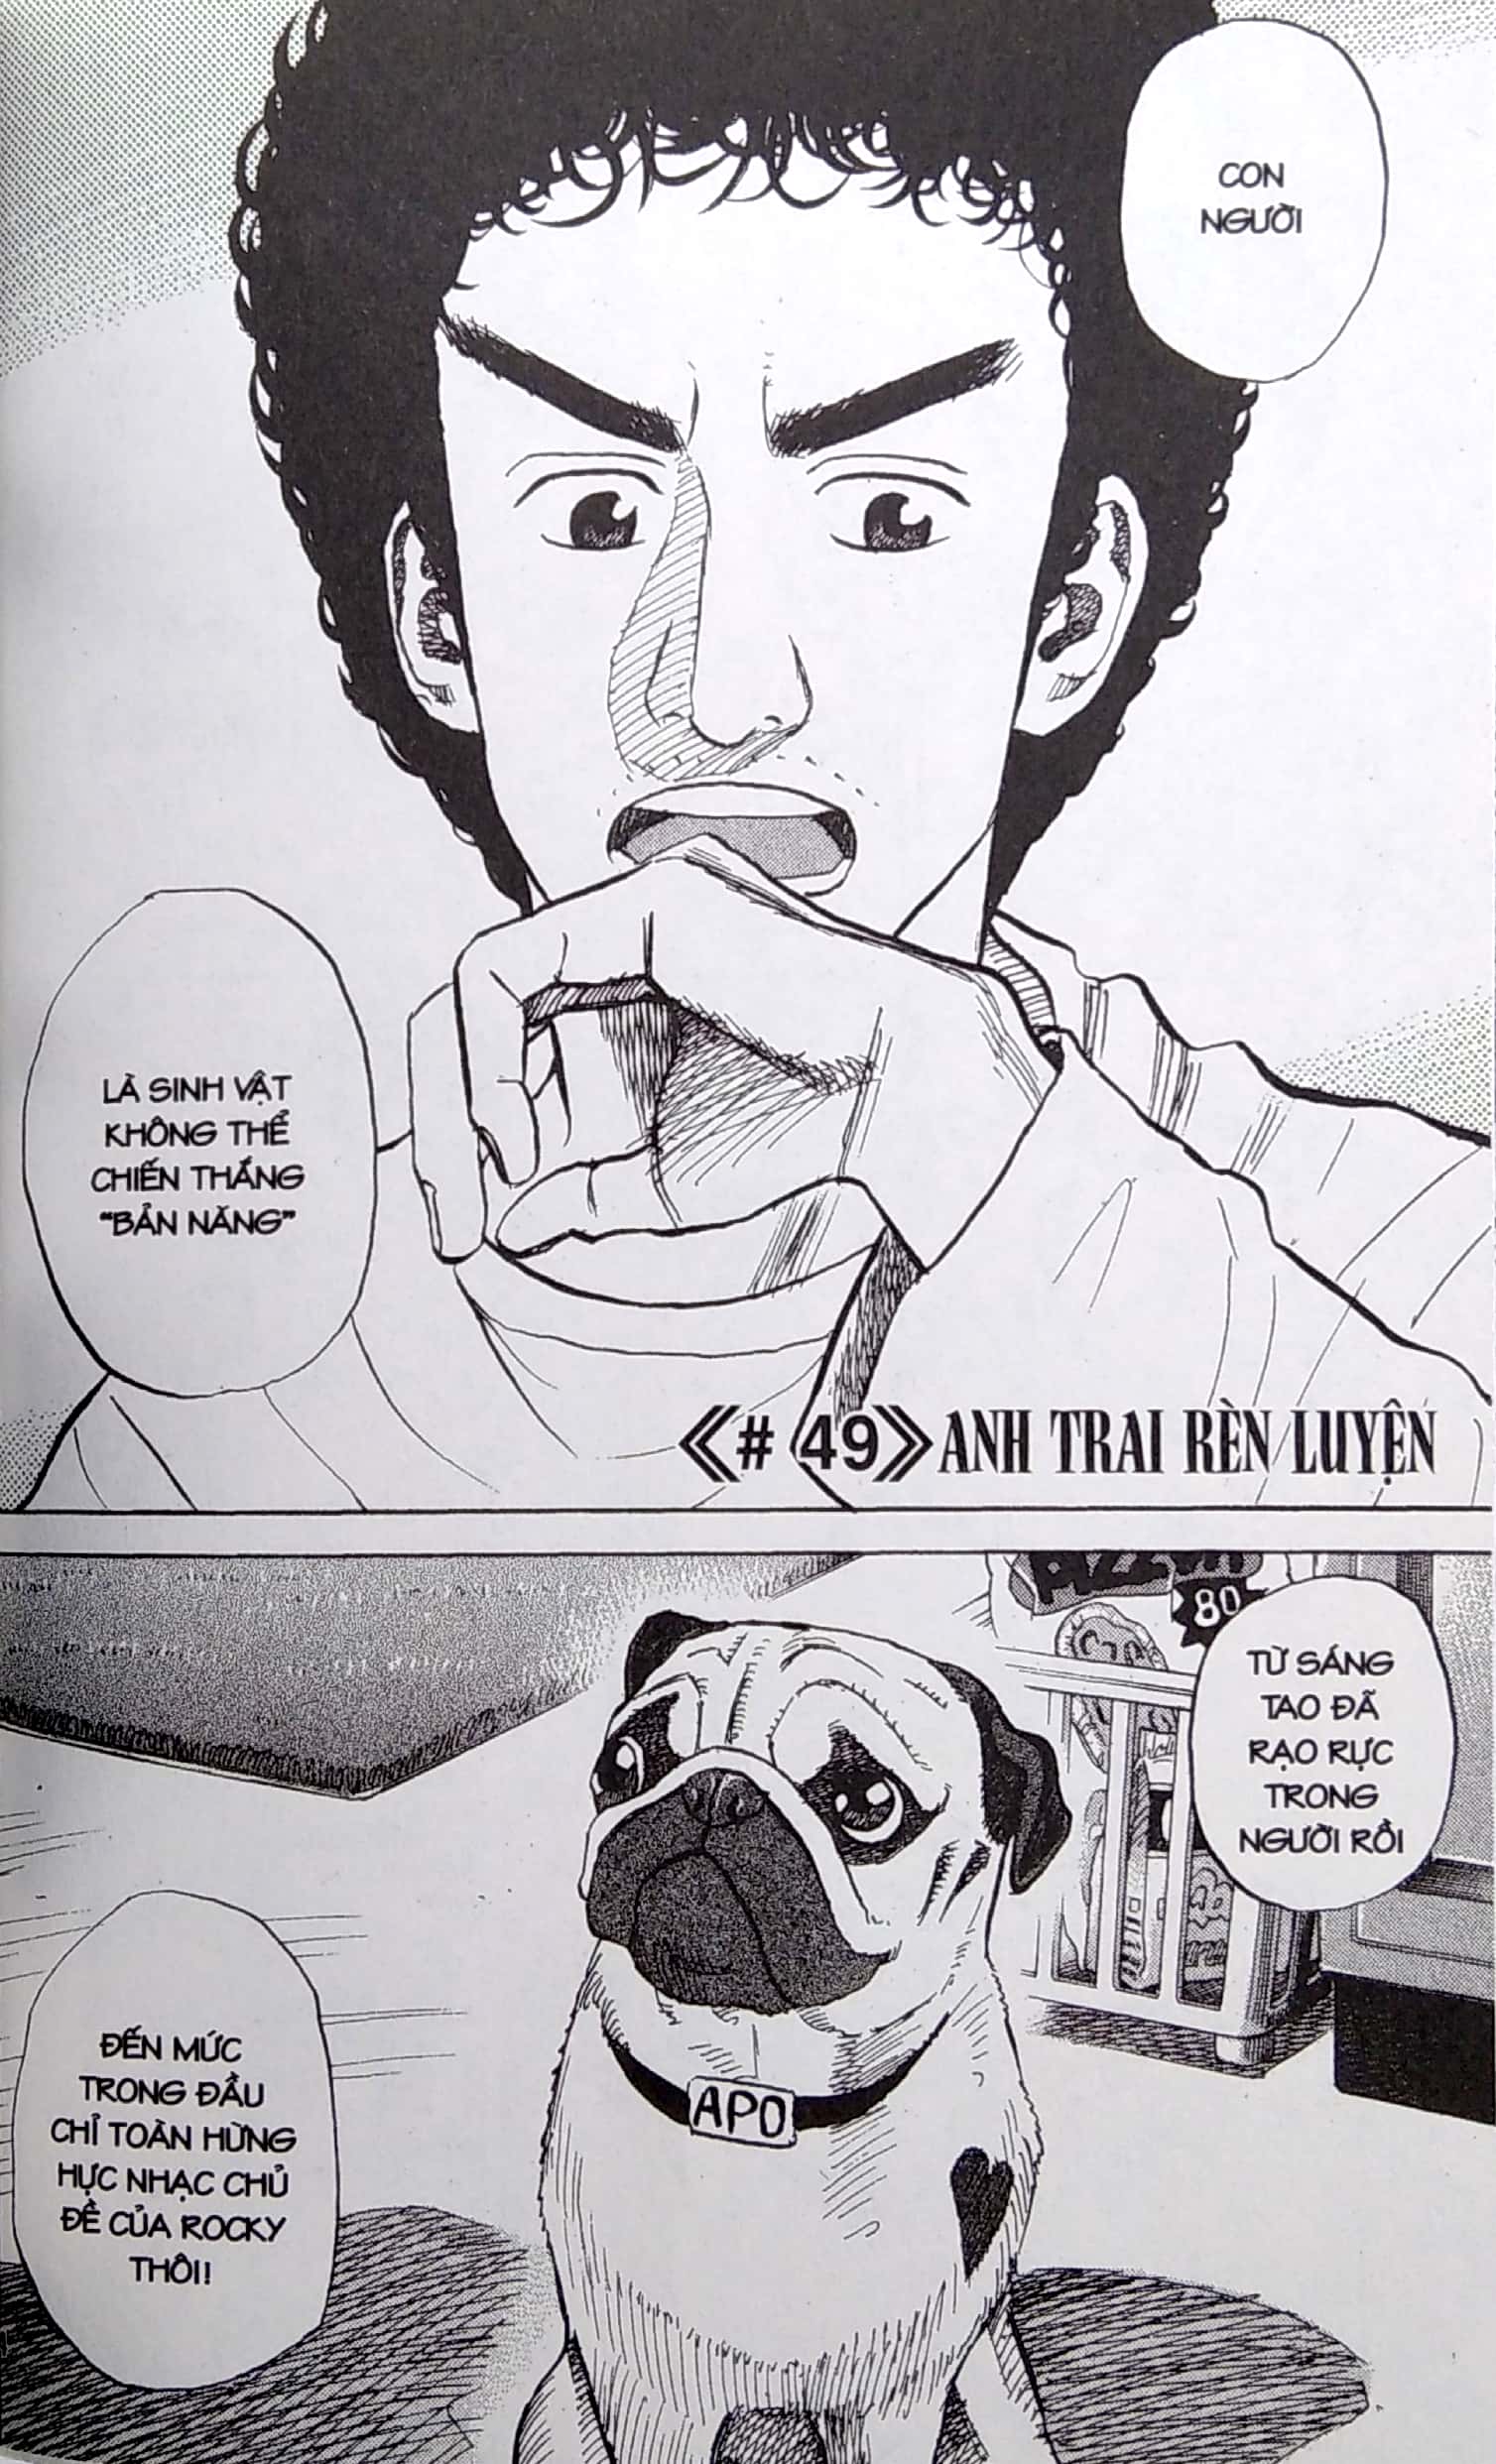 CON
NGƯỜI
LÀ SINH VẬT
KHÔNG THỂ
CHIẾN THẮNG
“BẢN NĂNG”
《# 49》ANH TRAI RÈN LUYỆN
80
TỪ SÁNG
TAO ĐÃ
RẠO RỰC
TRONG
NGƯỜI RỒI
APO
ĐẾN MỨC
TRONG ĐẦU
CHỈ TOÀN HỪNG
HỰC NHẠC CHỦ
ĐỀ CỦA ROCKY
THÔI!